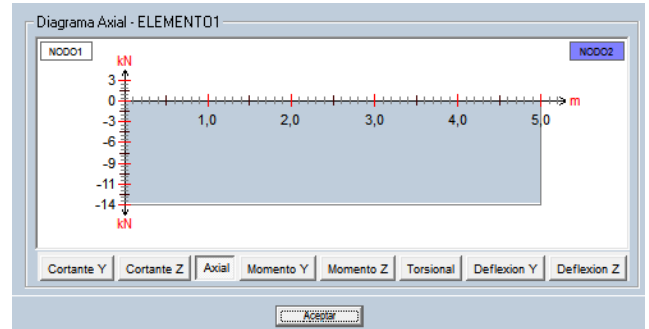 Diagrama Axial - ELEMENTO1
NODO1
NODO2
kN
3
0
m
1,0 2,0 3,0 4,0 5,0
-3
-6
-9
-11
-14
kN
Cortante Y Cortante Z Axial Momento Y Momento Z Torsional Deflexion Y Deflexion Z
Aceptar